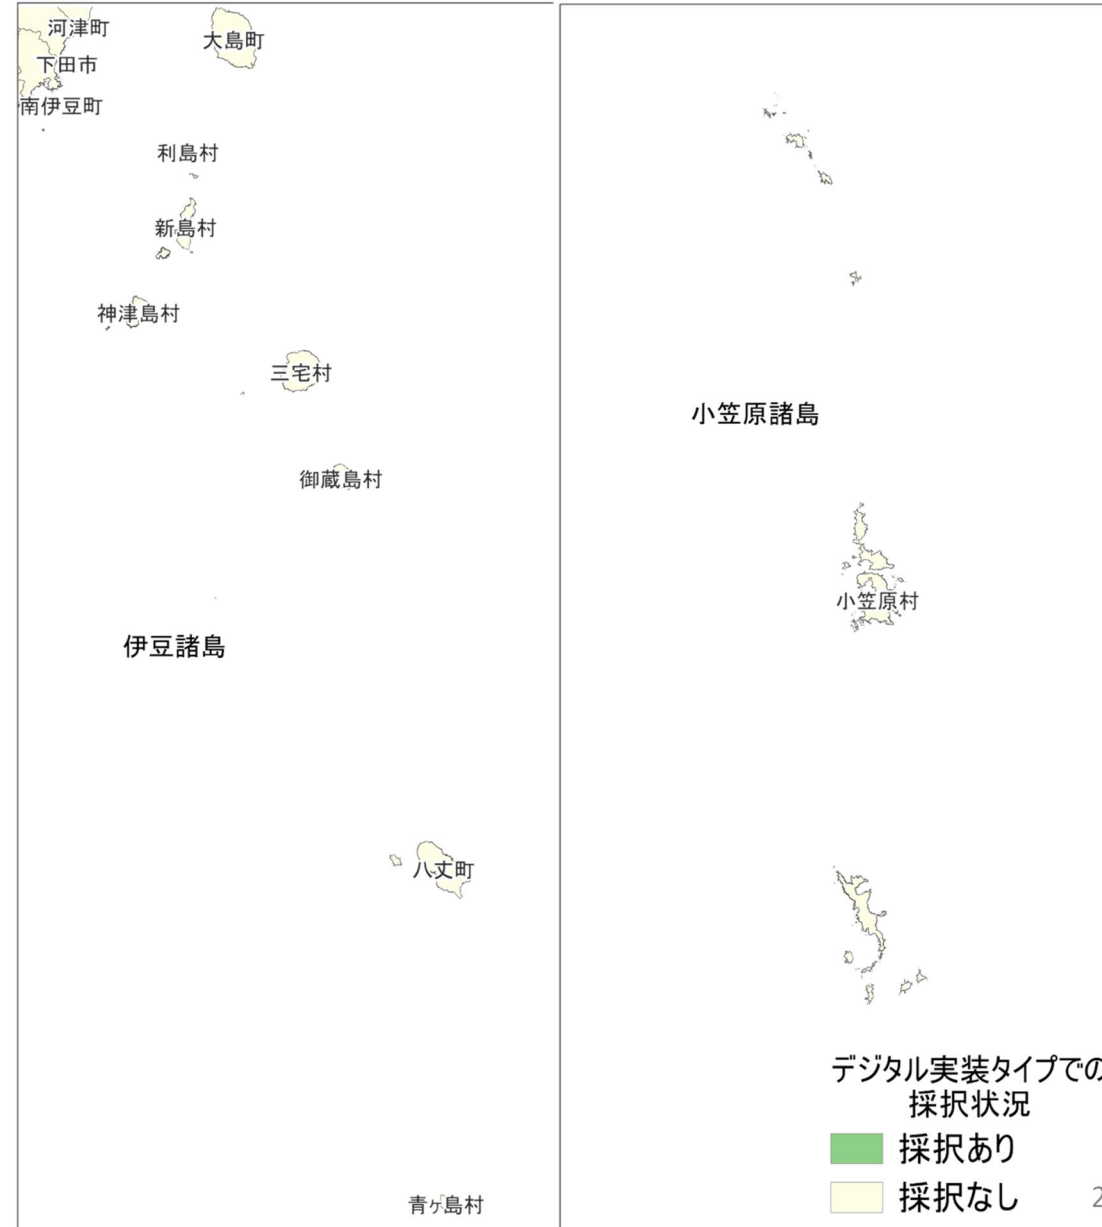 河津町
大島町
下田市
南伊豆町
利島村
新島村
神津島村
三宅村
御蔵島村
伊豆諸島
八丈町
青ヶ島村
小笠原諸島
小笠原村
デジタル実装タイプでの
採択状況
採択あり
採択なし
2